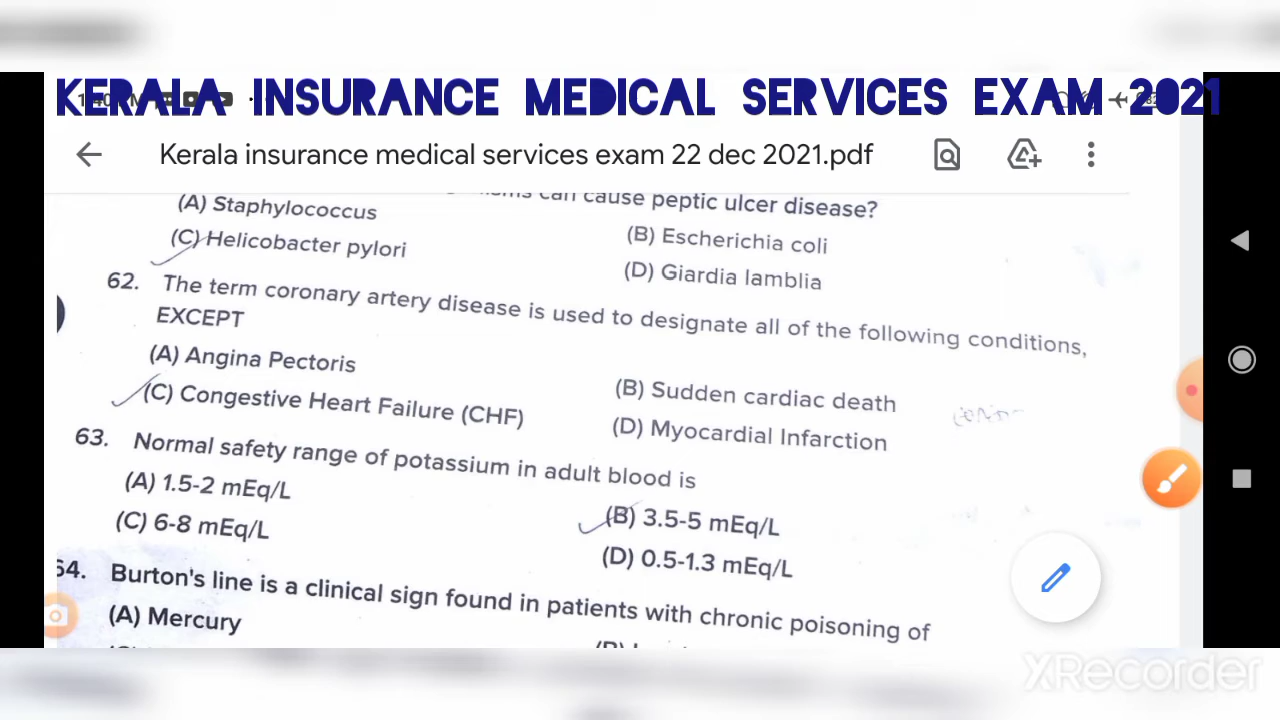 KERALA INSURANCE MEDICAL SERVICES EXAM 2021
Kerala insurance medical services exam 22 dec 2021.pdf
can cause peptic ulcer disease?
(A) Staphylococcus
(B) Escherichia coli
(C) Helicobacter pylori
(D) Giardia lamblia
62. The term coronary artery disease is used to designate all of the following conditions,
EXCEPT
(A) Angina Pectoris
(B) Sudden cardiac death
(C) Congestive Heart Failure (CHF)
(D) Myocardial Infarction
63. Normal safety range of potassium in adult blood is
(A) 1.5-2 mEq/L
(B) 3.5-5 mEq/L
(C) 6-8 mEq/L
(D) 0.5-1.3 mEq/L
64. Burton's line is a clinical sign found in patients with chronic poisoning of
(A) Mercury
XRecorder